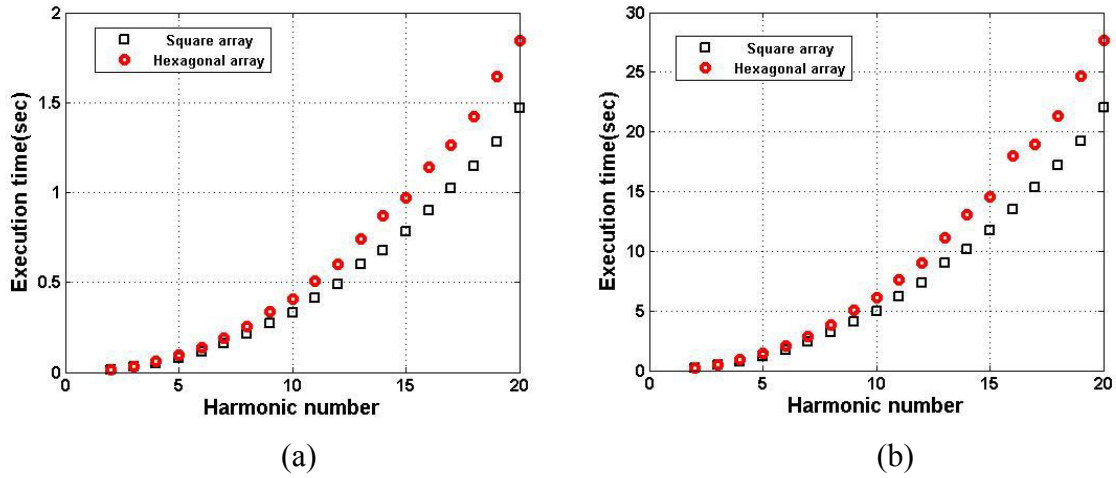 2
1.5
1
0.5
0
Execution time(sec)
Square array
Hexagonal array
0
5
10
15
20
Harmonic number
(a)
30
25
20
15
10
5
0
Execution time(sec)
Square array
Hexagonal array
0
5
10
15
20
Harmonic number
(b)